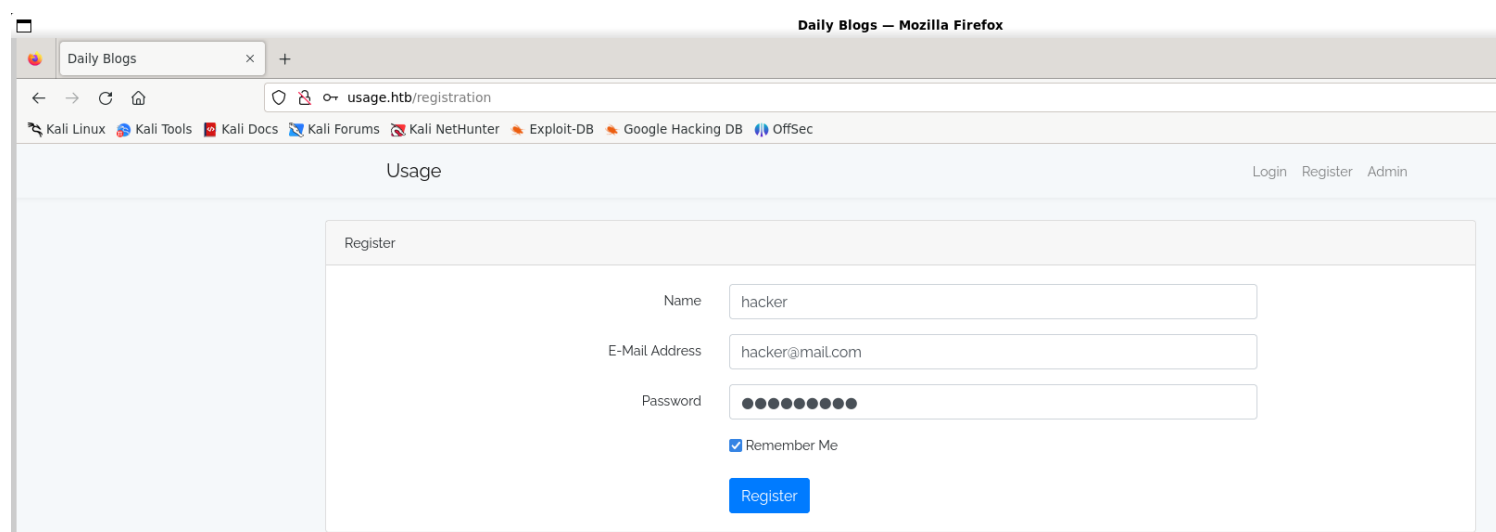 Daily Blogs — Mozilla Firefox
Daily Blogs
usage.htb/registration
Kali Linux Kali Tools Kali Docs Kali Forums Kali NetHunter Exploit-DB Google Hacking DB OffSec
Usage Login Register Admin
Register
Name hacker
E-Mail Address hacker@mail.com
Password ●●●●●●●●●
Remember Me
Register